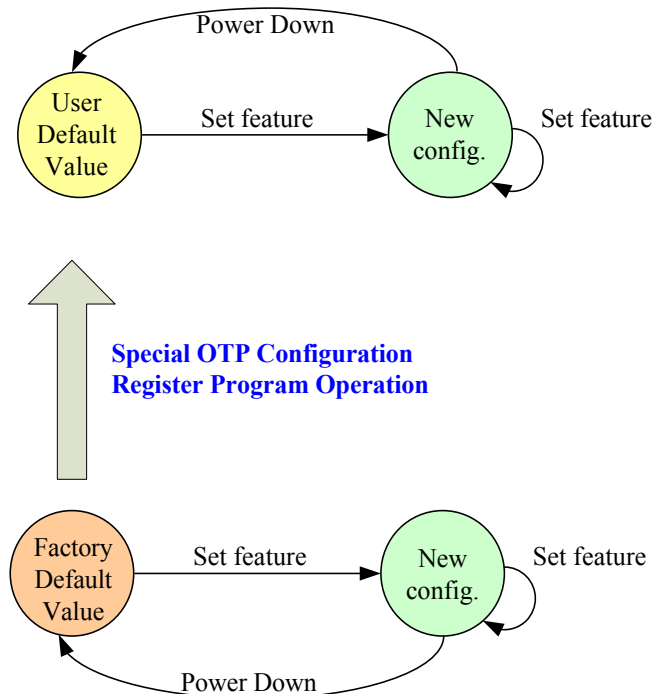 Power Down
User
Default
Value
Set feature
New
config.
Set feature
Special OTP Configuration
Register Program Operation
Factory
Default
Value
Set feature
New
config.
Set feature
Power Down